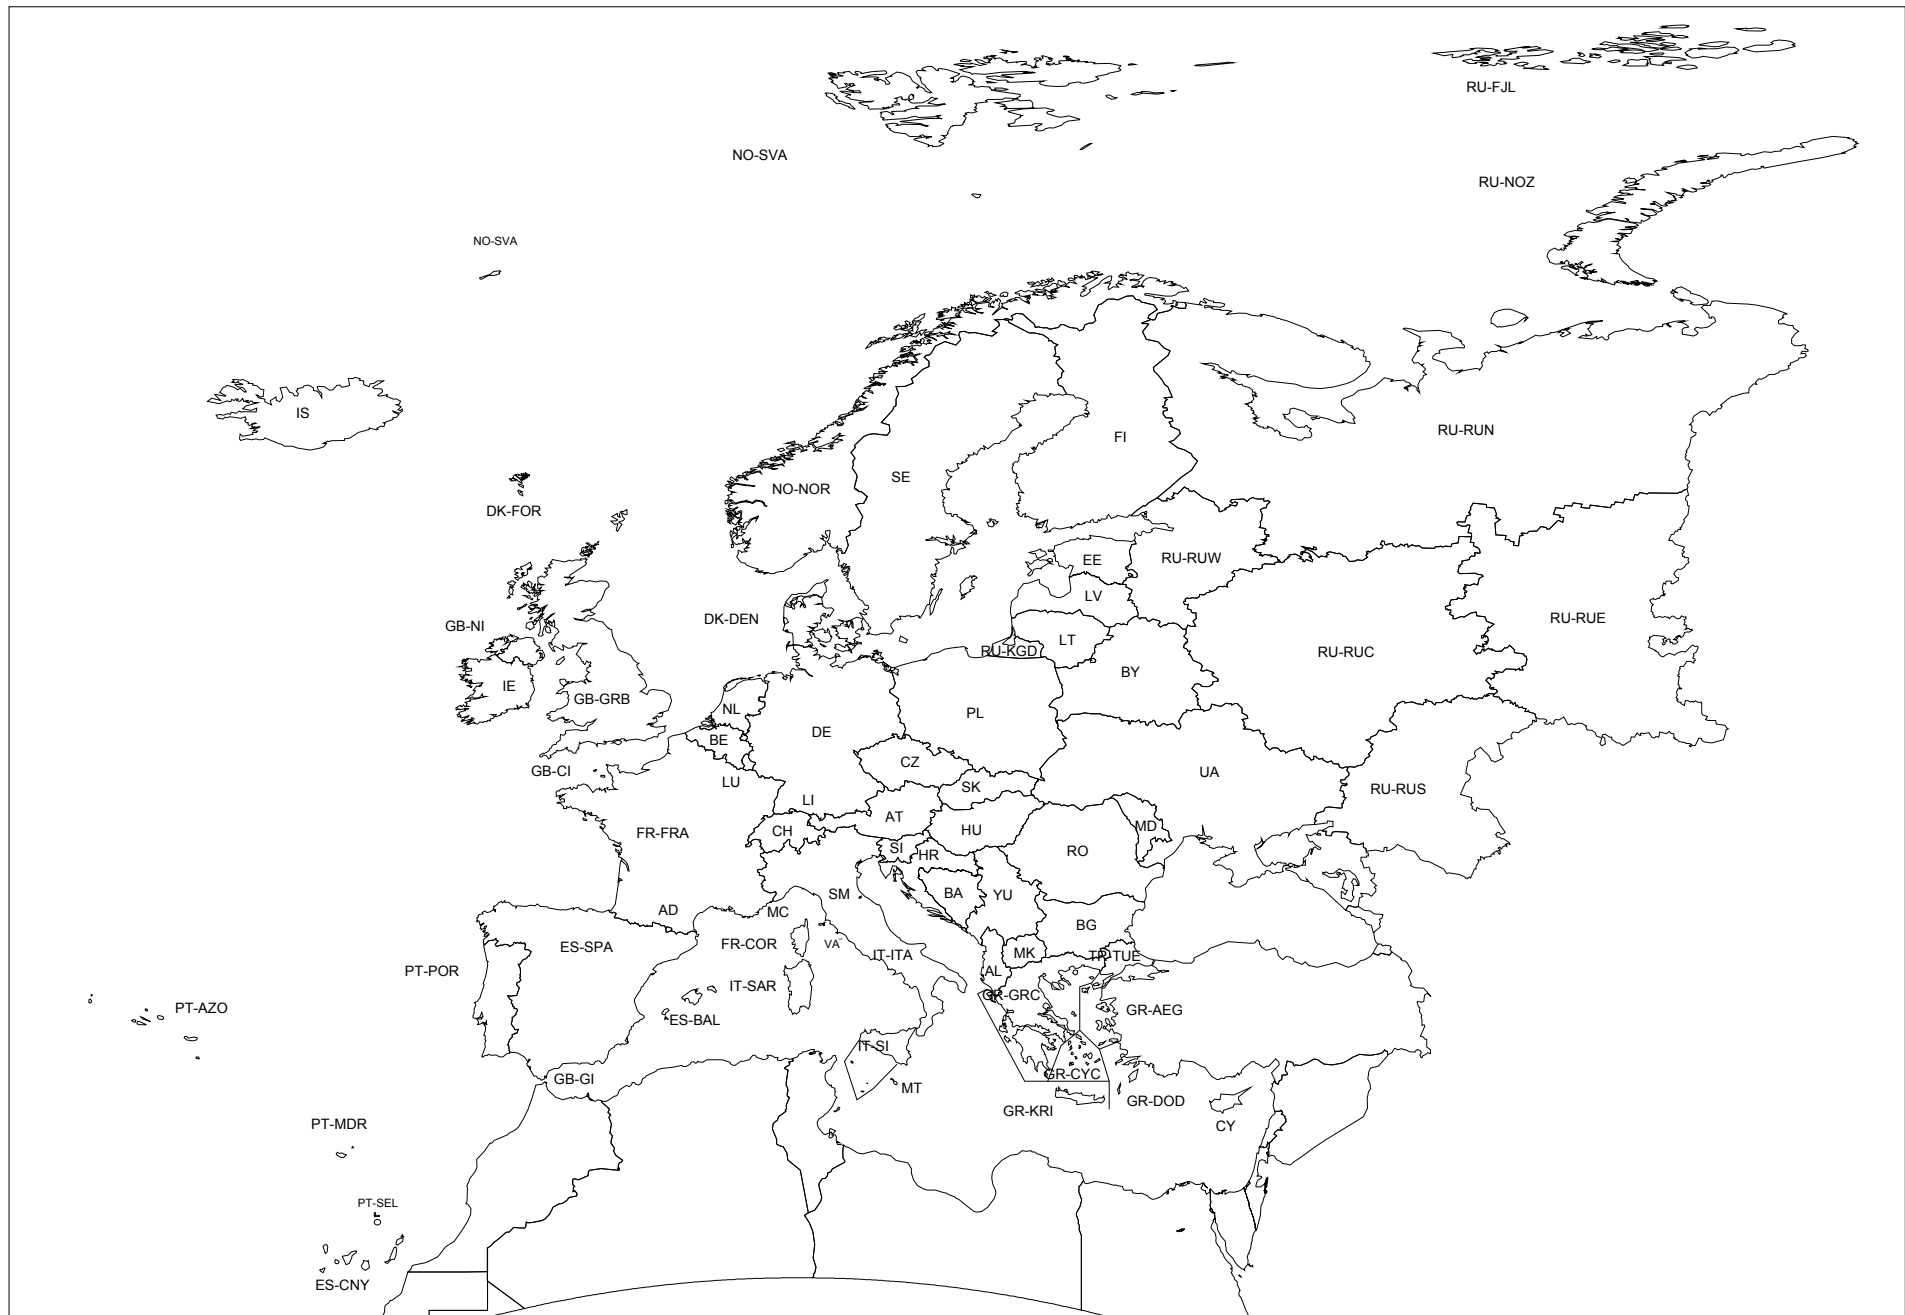 RU-FJL
NO-SVA
RU-NOZ
NO-SVA
IS
RU-RUN
FI
SE
NO-NOR
DK-FOR
EE
RU-RUW
LV
DK-DEN
RU-RUE
GB-NI
LT
RU-KGD
RU-RUC
BY
IE
GB-GRB
NL
PL
DE
BE
CZ
GB-CI
UA
LU
SK
RU-RUS
LI
AT
MD
FR-FRA
CH
HU
SI
HR
RO
SM
BA
YU
AD
MC
BG
ES-SPA
FR-COR
VA
IT-ITA
MK
TR-TUE
PT-POR
AL
IT-SAR
GR-GRC
PT-AZO
GR-AEG
ES-BAL
IT-SI
GR-CYC
GB-GI
MT
GR-KRI
GR-DOD
PT-MDR
CY
PT-SEL
ES-CNY